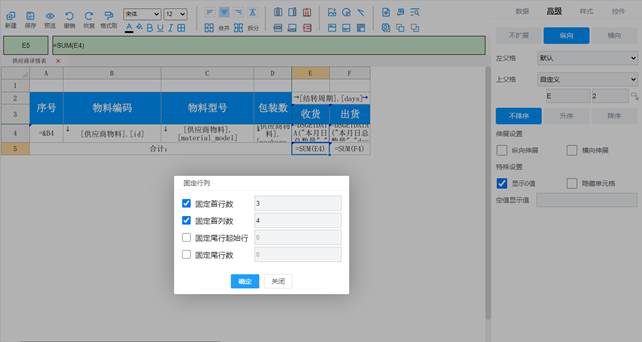 宋体 12
新建 保存 预览 撤销 恢复 格式刷 合并 拆分
A B U
E5 =SUM(E4)
供应商详情表 ×
A B C D E F
1
2 序号 物料编码 物料型号 包装数 →[结转周期].[days]
3 收货 出货
4 =&B4 [供应商物料].[id] [供应商物料].[material_model]
5 合计： =SUM(E4) =SUM(F4)
固定行列
固定首行数 3
固定首列数 4
固定尾行起始行 0
固定尾行数 0
确定 关闭
数据 高级 样式 控件
不扩展 纵向 横向
左父格 默认
上父格 自定义
E 2
不排序 升序 降序
伸展设置
纵向伸展 横向伸展
特殊设置
显示0值 隐藏单元格
空值显示值